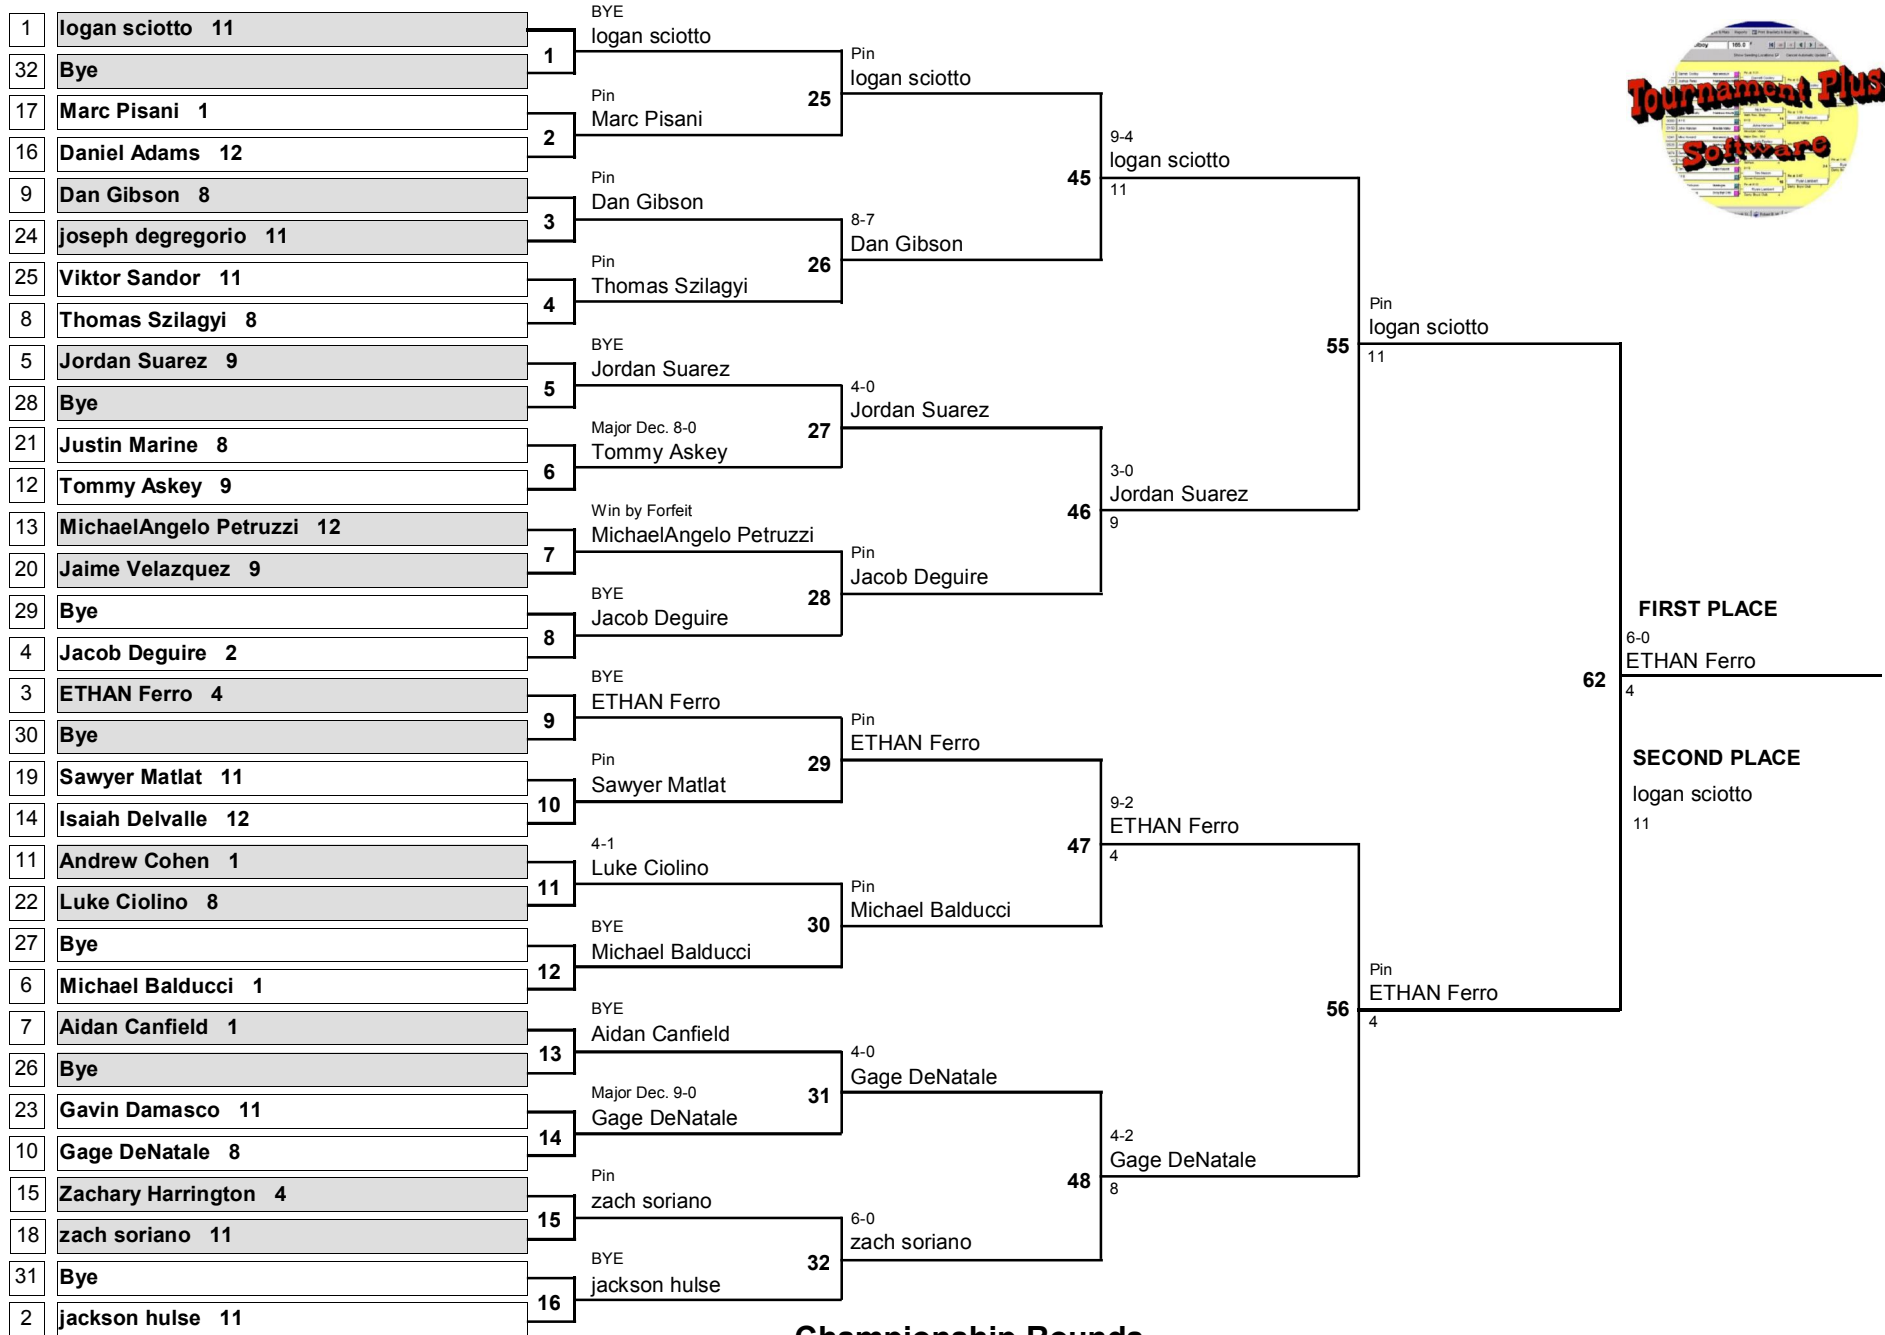 1 logan sciotto 11
32 Bye
17 Marc Pisani 1
16 Daniel Adams 12
9 Dan Gibson 8
24 joseph degregorio 11
25 Viktor Sandor 11
8 Thomas Szilagyi 8
5 Jordan Suarez 9
28 Bye
21 Justin Marine 8
12 Tommy Askey 9
13 MichaelAngelo Petruzzi 12
20 Jaime Velazquez 9
29 Bye
4 Jacob Deguire 2
3 ETHAN Ferro 4
30 Bye
19 Sawyer Matlat 11
14 Isaiah Delvalle 12
11 Andrew Cohen 1
22 Luke Ciolino 8
27 Bye
6 Michael Balducci 1
7 Aidan Canfield 1
26 Bye
23 Gavin Damasco 11
10 Gage DeNatale 8
15 Zachary Harrington 4
18 zach soriano 11
31 Bye
2 jackson hulse 11
BYE
logan sciotto
1
Pin
Marc Pisani
2
Pin
Dan Gibson
3
Pin
Thomas Szilagyi
4
BYE
Jordan Suarez
5
Major Dec. 8-0
Tommy Askey
6
Win by Forfeit
MichaelAngelo Petruzzi
7
BYE
Jacob Deguire
8
BYE
ETHAN Ferro
9
Pin
Sawyer Matlat
10
4-1
Luke Ciolino
11
BYE
Michael Balducci
12
BYE
Aidan Canfield
13
Major Dec. 9-0
Gage DeNatale
14
Pin
zach soriano
15
BYE
jackson hulse
16
Pin
logan sciotto
25
8-7
Dan Gibson
26
4-0
Jordan Suarez
27
Pin
Jacob Deguire
28
Pin
ETHAN Ferro
29
Pin
Michael Balducci
30
4-0
Gage DeNatale
31
6-0
zach soriano
32
9-4
logan sciotto
45
11
3-0
Jordan Suarez
46
9
9-2
ETHAN Ferro
47
4
4-2
Gage DeNatale
48
8
Pin
logan sciotto
55
11
Pin
ETHAN Ferro
56
4
FIRST PLACE
6-0
ETHAN Ferro
62
4
SECOND PLACE
logan sciotto
11
Tournament Plus
Software
Championship Rounds